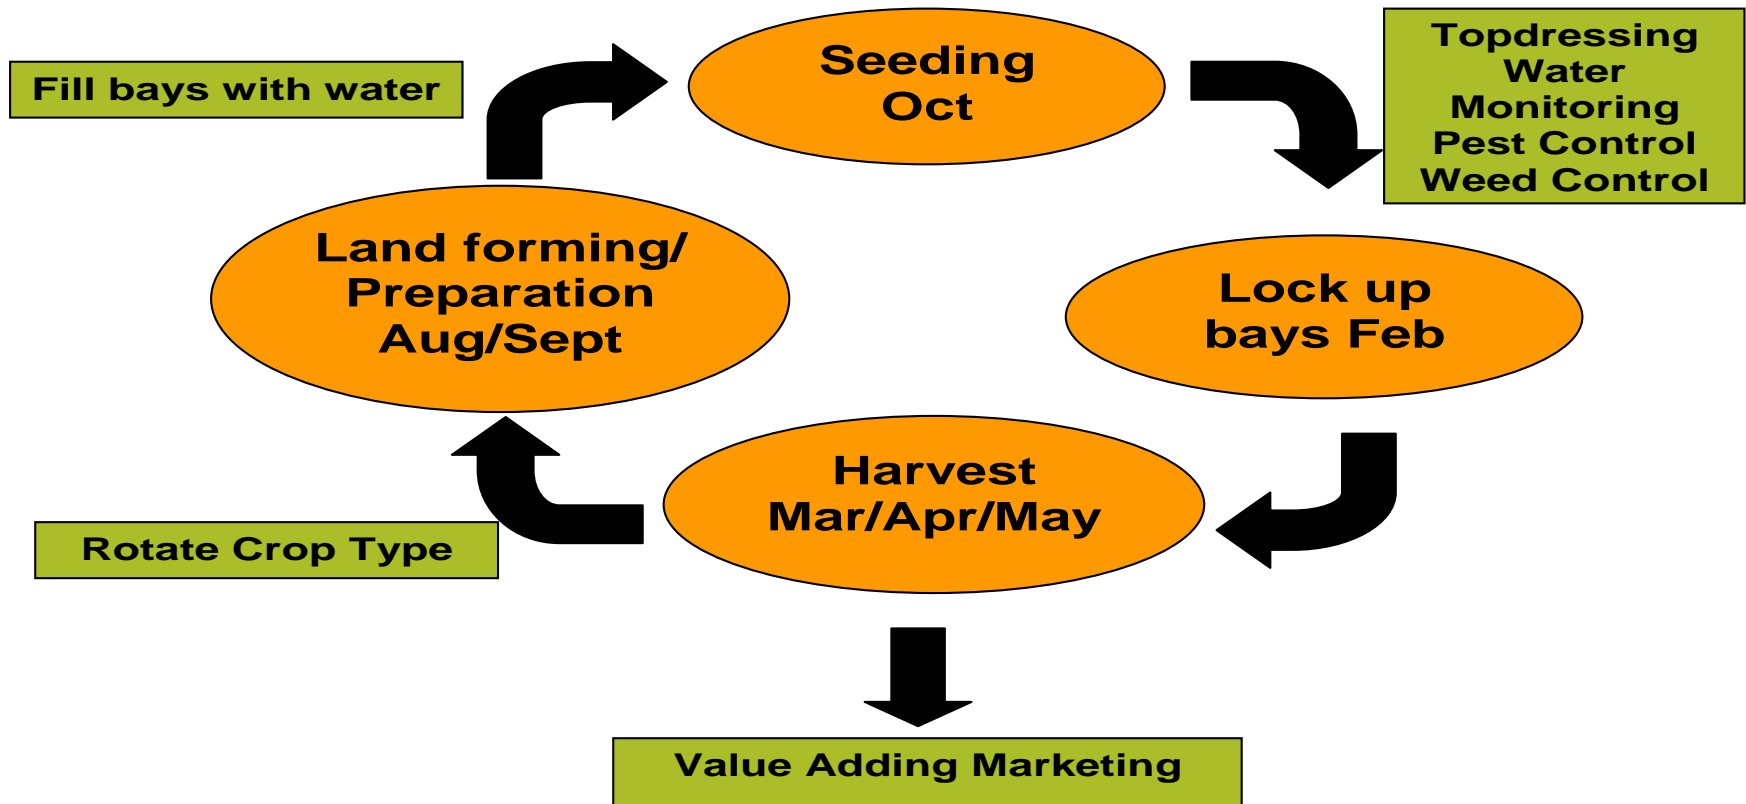 Fill bays with water
Seeding
Oct
Topdressing
Water
Monitoring
Pest Control
Weed Control
Land forming/
Preparation
Aug/Sept
Lock up
bays Feb
Harvest
Mar/Apr/May
Rotate Crop Type
Value Adding Marketing